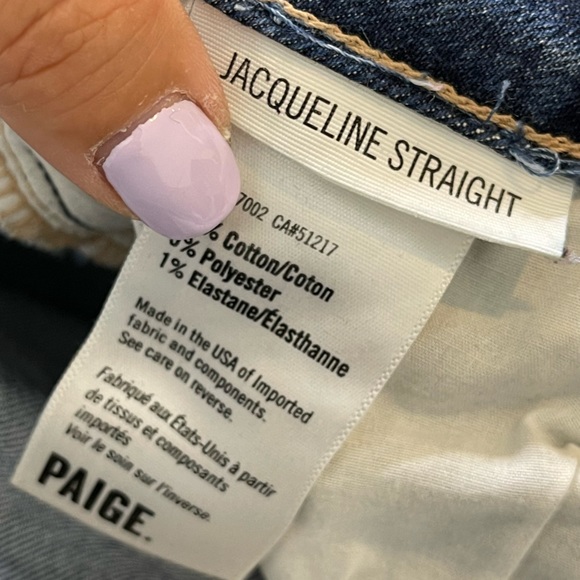 JACQUELINE STRAIGHT
7002 CA#51217
% Cotton/Coton
% Polyester
1% Elastane/Élasthanne
Made in the USA of Imported
fabric and components.
See care on reverse.
Fabriqué aux États-Unis à partir
de tissus et composants
importés
Voir le soin sur l'inverse.
PAIGE.